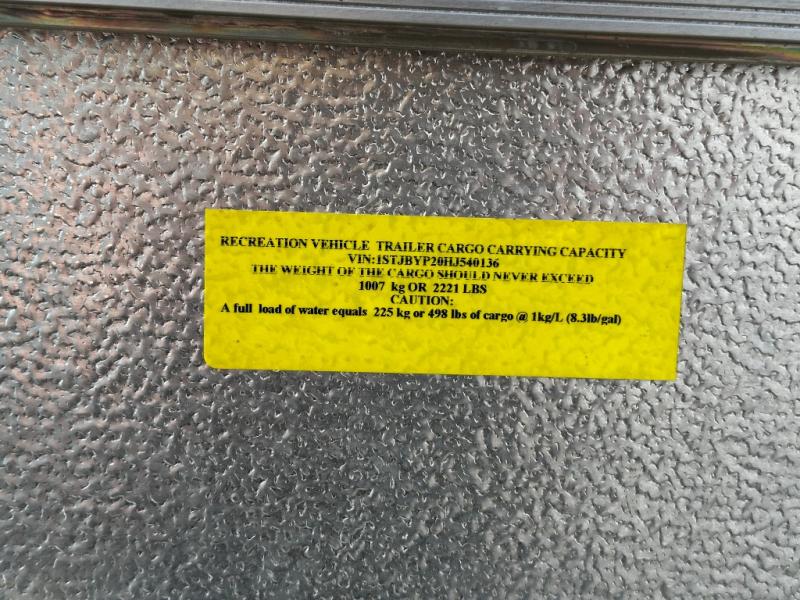 RECREATION VEHICLE TRAILER CARGO CARRYING CAPACITY
VIN:1STJBYP20HJ540136
THE WEIGHT OF THE CARGO SHOULD NEVER EXCEED
1007 kg OR 2221 LBS
CAUTION:
A full load of water equals 225 kg or 498 lbs of cargo @ 1kg/L (8.3lb/gal)